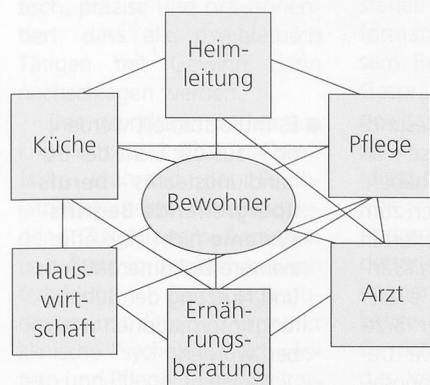 Heim-
leitung
Küche
Pflege
Bewohner
Haus-
wirt-
schaft
Ernäh-
rungs-
beratung
Arzt